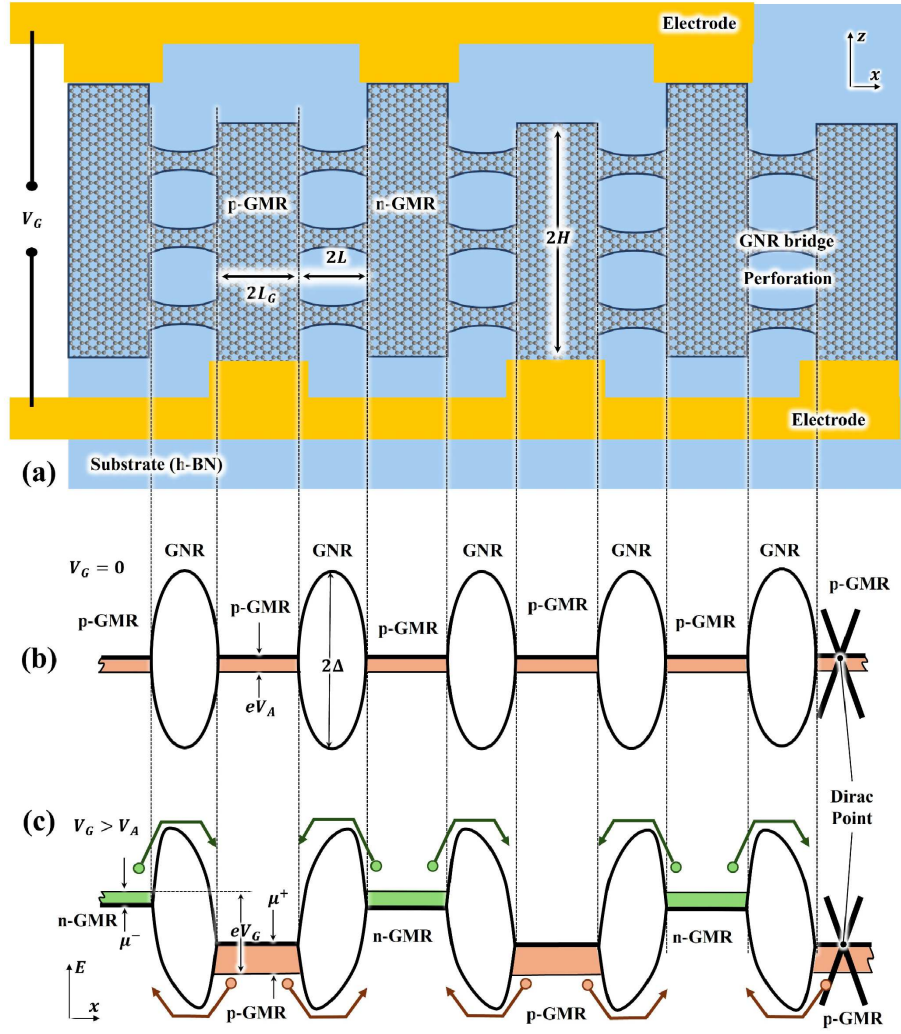 Electrode
z
x
p-GMR
n-GMR
V_G
2H
GNR bridge
2L
Perforation
2L_G
Electrode
(a)
Substrate (h-BN)
GNR
GNR
GNR
GNR
GNR
V_G = 0
p-GMR
p-GMR
p-GMR
p-GMR
p-GMR
p-GMR
(b)
2Δ
eV_A
Dirac
Point
(c)
V_G > V_A
μ⁺
n-GMR
μ⁻
eV_G
n-GMR
n-GMR
E
x
p-GMR
p-GMR
p-GMR